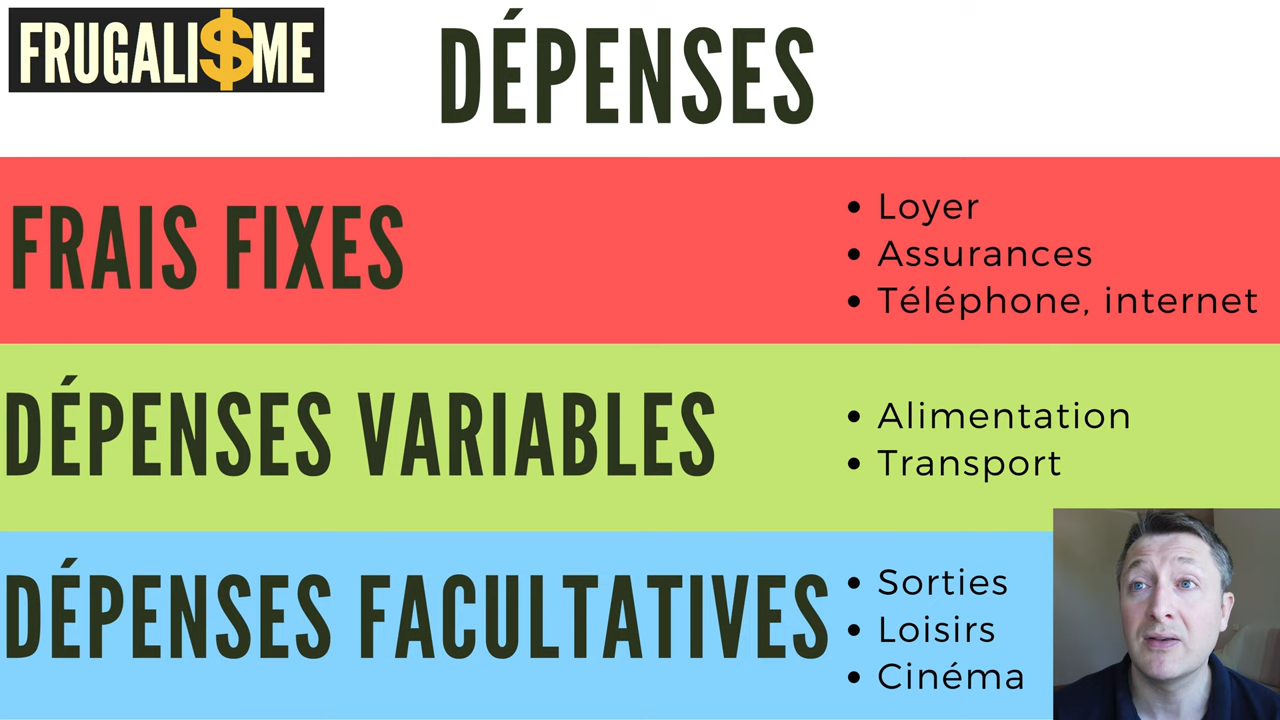 FRUGALI$ME
DÉPENSES
FRAIS FIXES
• Loyer
• Assurances
• Téléphone, internet
DÉPENSES VARIABLES
• Alimentation
• Transport
DÉPENSES FACULTATIVES
• Sorties
• Loisirs
• Cinéma